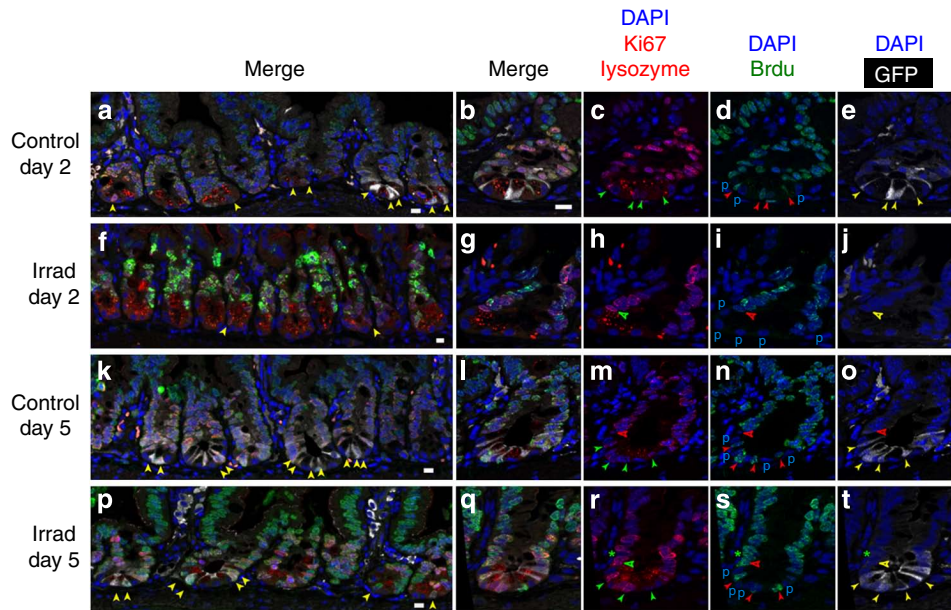 DAPI
Ki67 DAPI DAPI
Merge Merge lysozyme Brdu GFP
Control day 2
a b c d e
p p p
Irrad day 2
f g h i j
p p p p
Control day 5
k l m n o
p p p p
Irrad day 5
p q r s t
* * *
p p p p